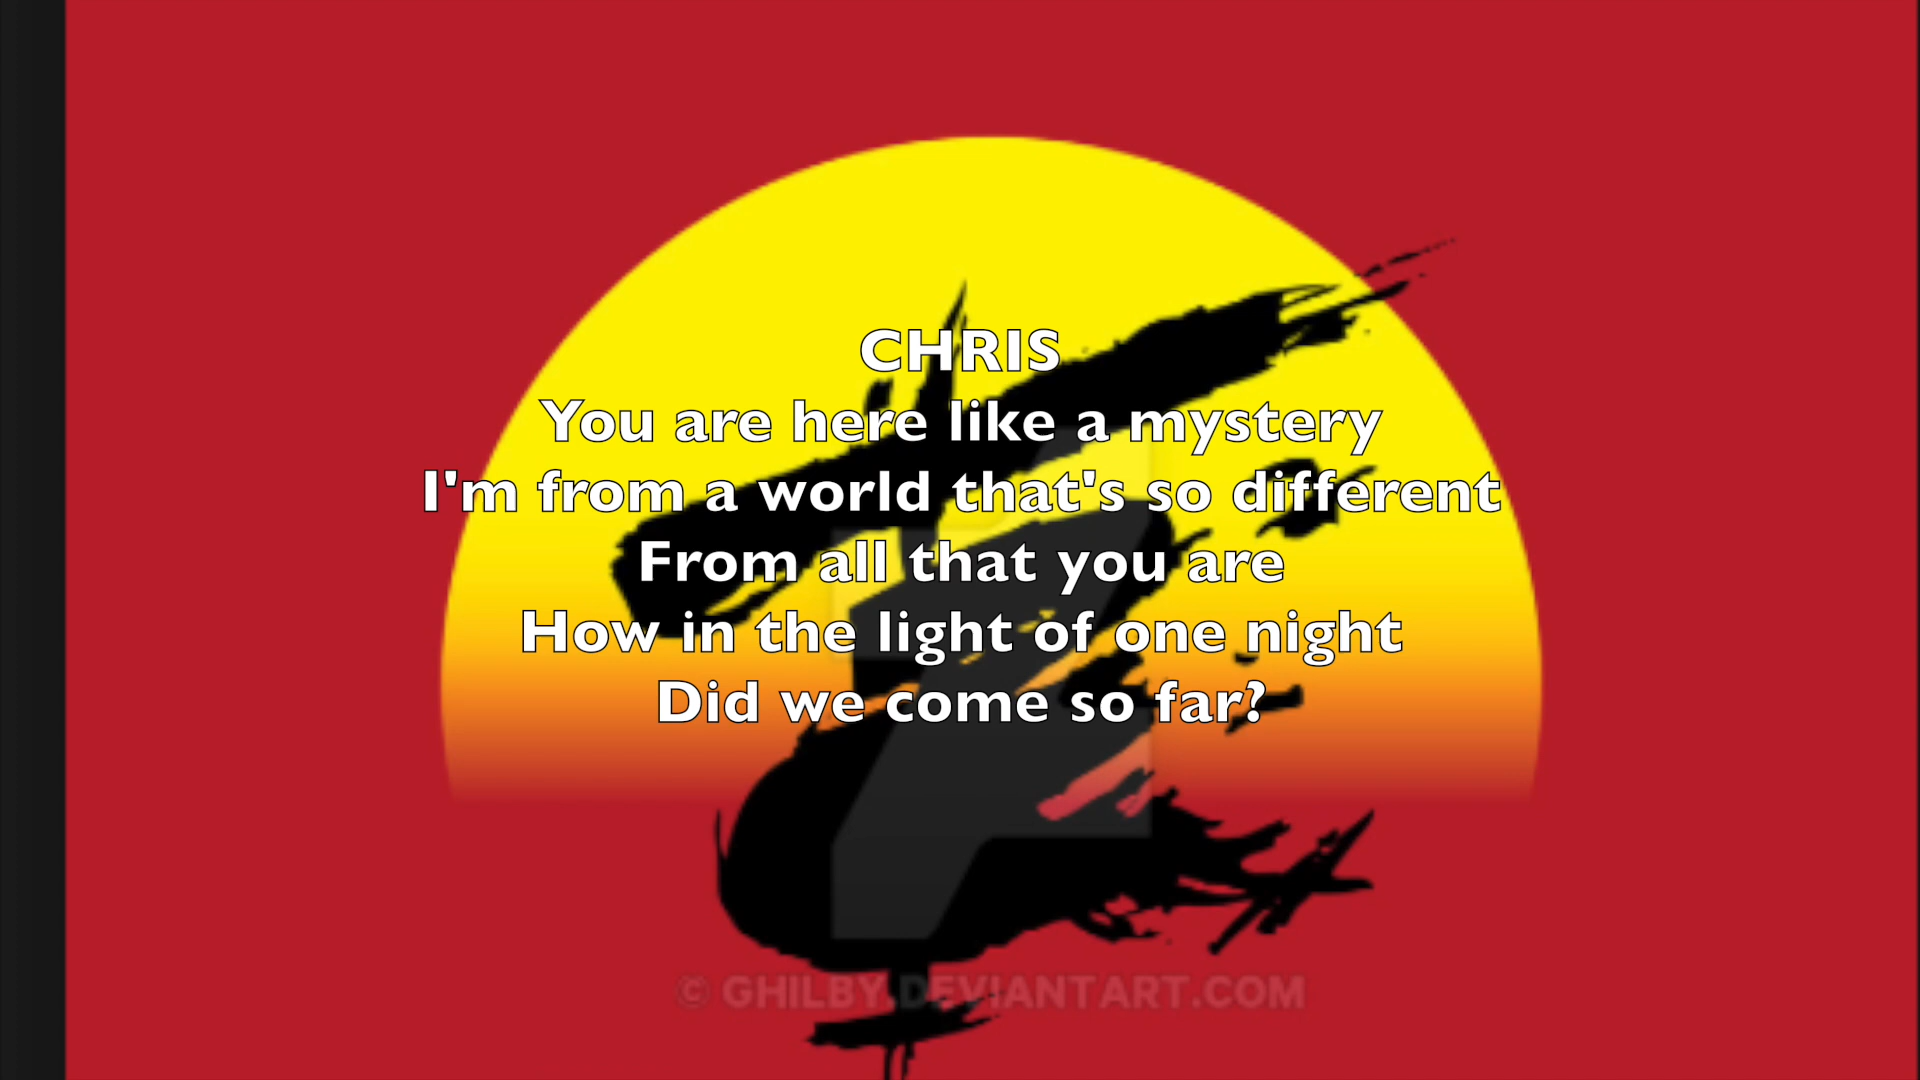 CHRIS
You are here like a mystery
I'm from a world that's so different
From all that you are
How in the light of one night
Did we come so far?
© GHILBY.DEVIANTART.COM